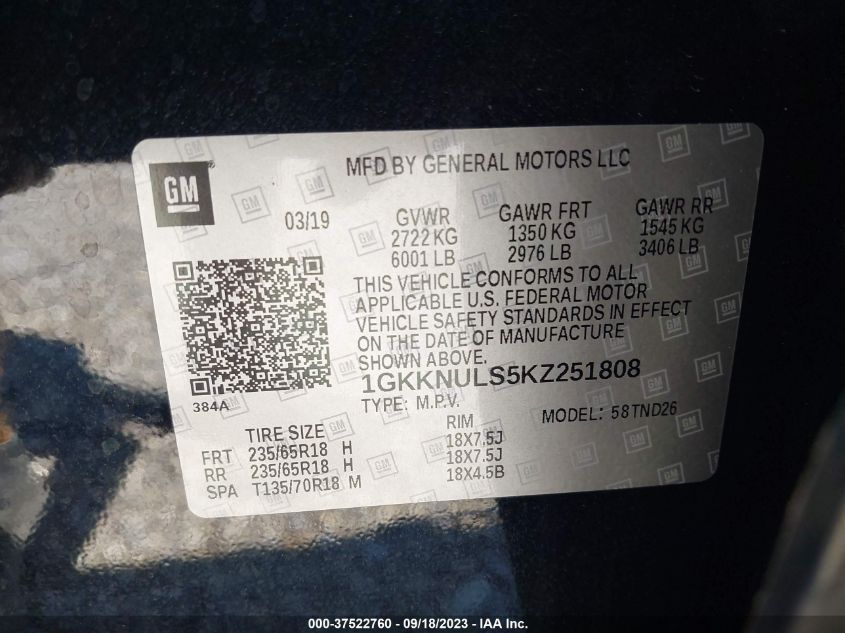 GM
MFD BY GENERAL MOTORS LLC
03/19
GVWR GAWR FRT GAWR RR
2722 KG 1350 KG 1545 KG
6001 LB 2976 LB 3406 LB
THIS VEHICLE CONFORMS TO ALL
APPLICABLE U.S. FEDERAL MOTOR
VEHICLE SAFETY STANDARDS IN EFFECT
ON THE DATE OF MANUFACTURE
SHOWN ABOVE.
1GKKNULS5KZ251808
384A
TYPE: M.P.V. MODEL: 58TND26
TIRE SIZE RIM
FRT 235/65R18 H 18X7.5J
RR 235/65R18 H 18X7.5J
SPA T135/70R18 M 18X4.5B
000-37522760 - 09/18/2023 - IAA Inc.